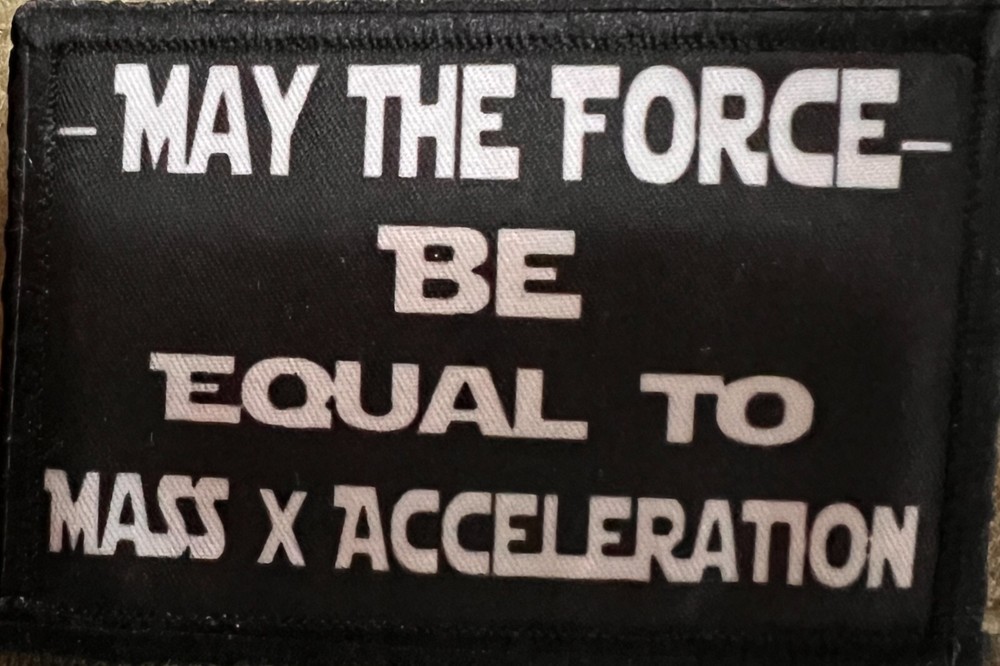 -MAY THE FORCE-
BE
EQUAL TO
MASS X ACCELERATION